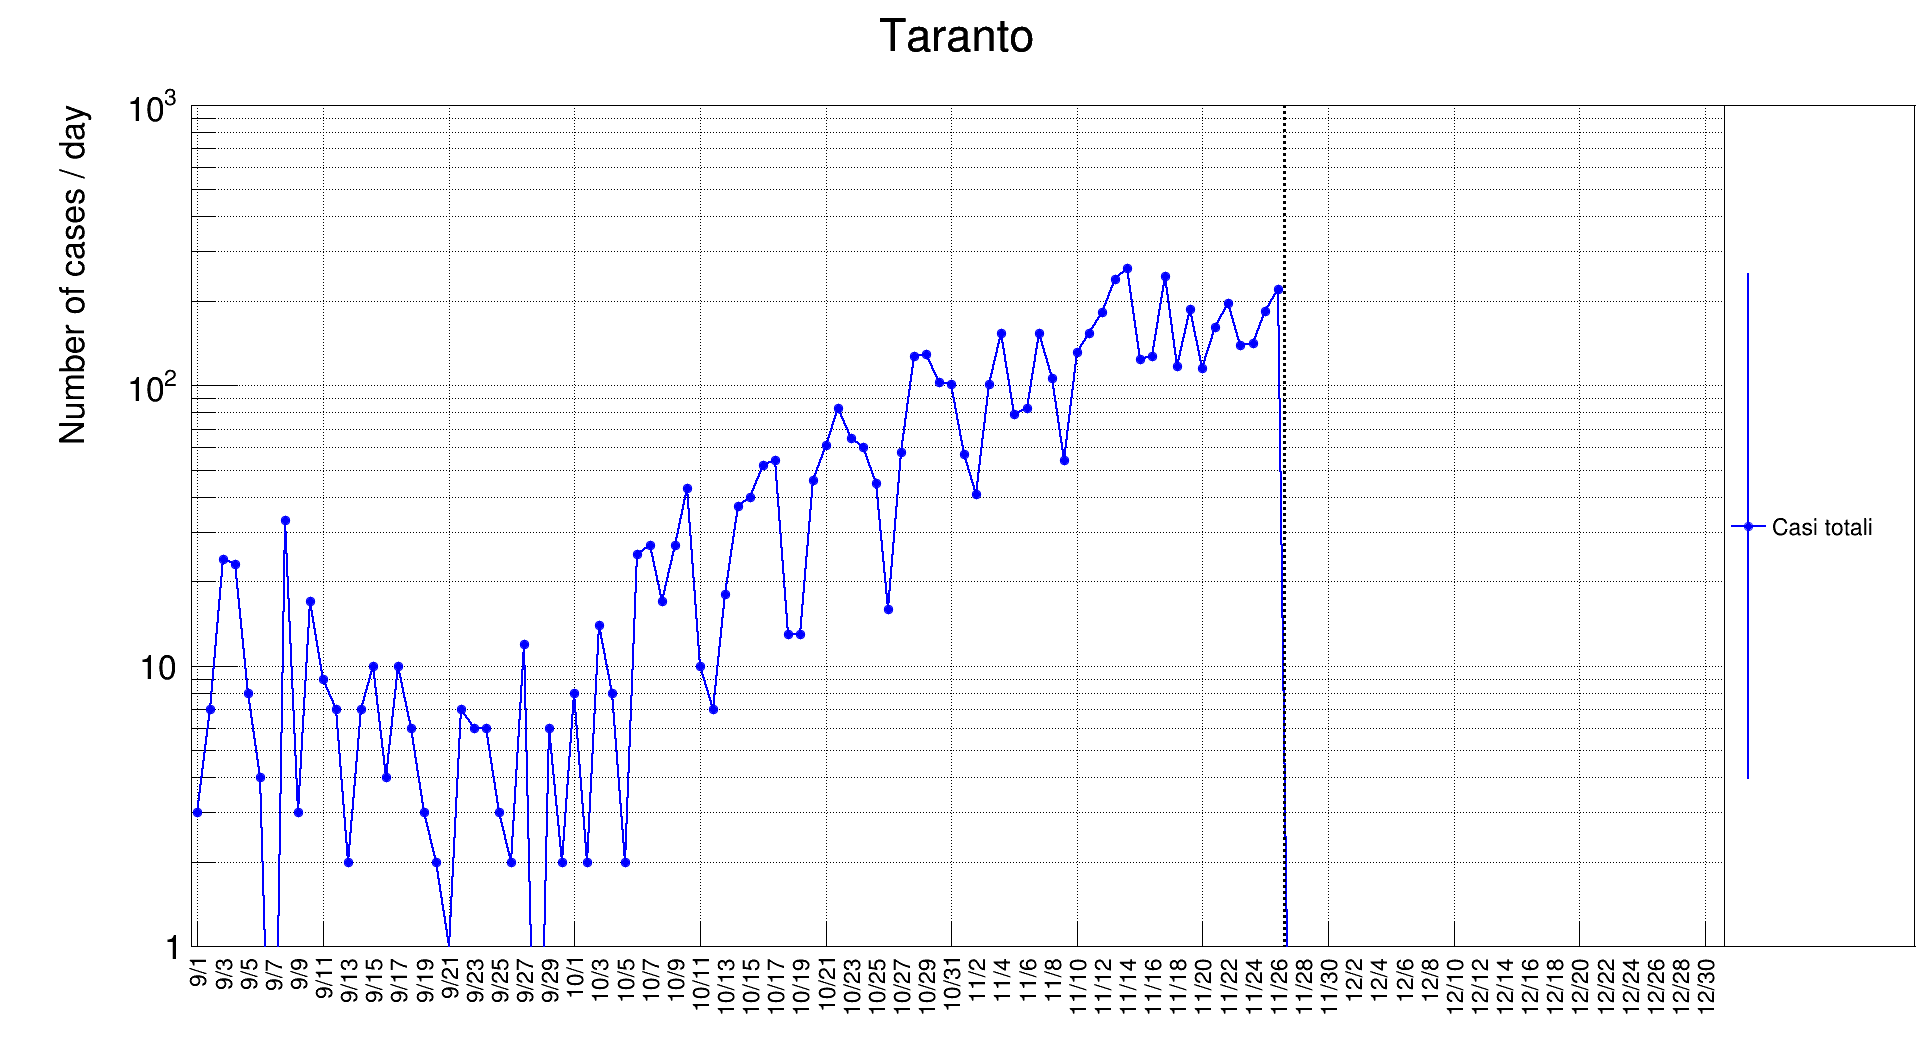 Taranto
Number of cases / day
10³
10²
10
1
9/1 9/3 9/5 9/7 9/9 9/11 9/13 9/15 9/17 9/19 9/21 9/23 9/25 9/27 9/29 10/1 10/3 10/5 10/7 10/9 10/11 10/13 10/15 10/17 10/19 10/21 10/23 10/25 10/27 10/29 10/31 11/2 11/4 11/6 11/8 11/10 11/12 11/14 11/16 11/18 11/20 11/22 11/24 11/26 11/28 11/30 12/2 12/4 12/6 12/8 12/10 12/12 12/14 12/16 12/18 12/20 12/22 12/24 12/26 12/28 12/30
Casi totali